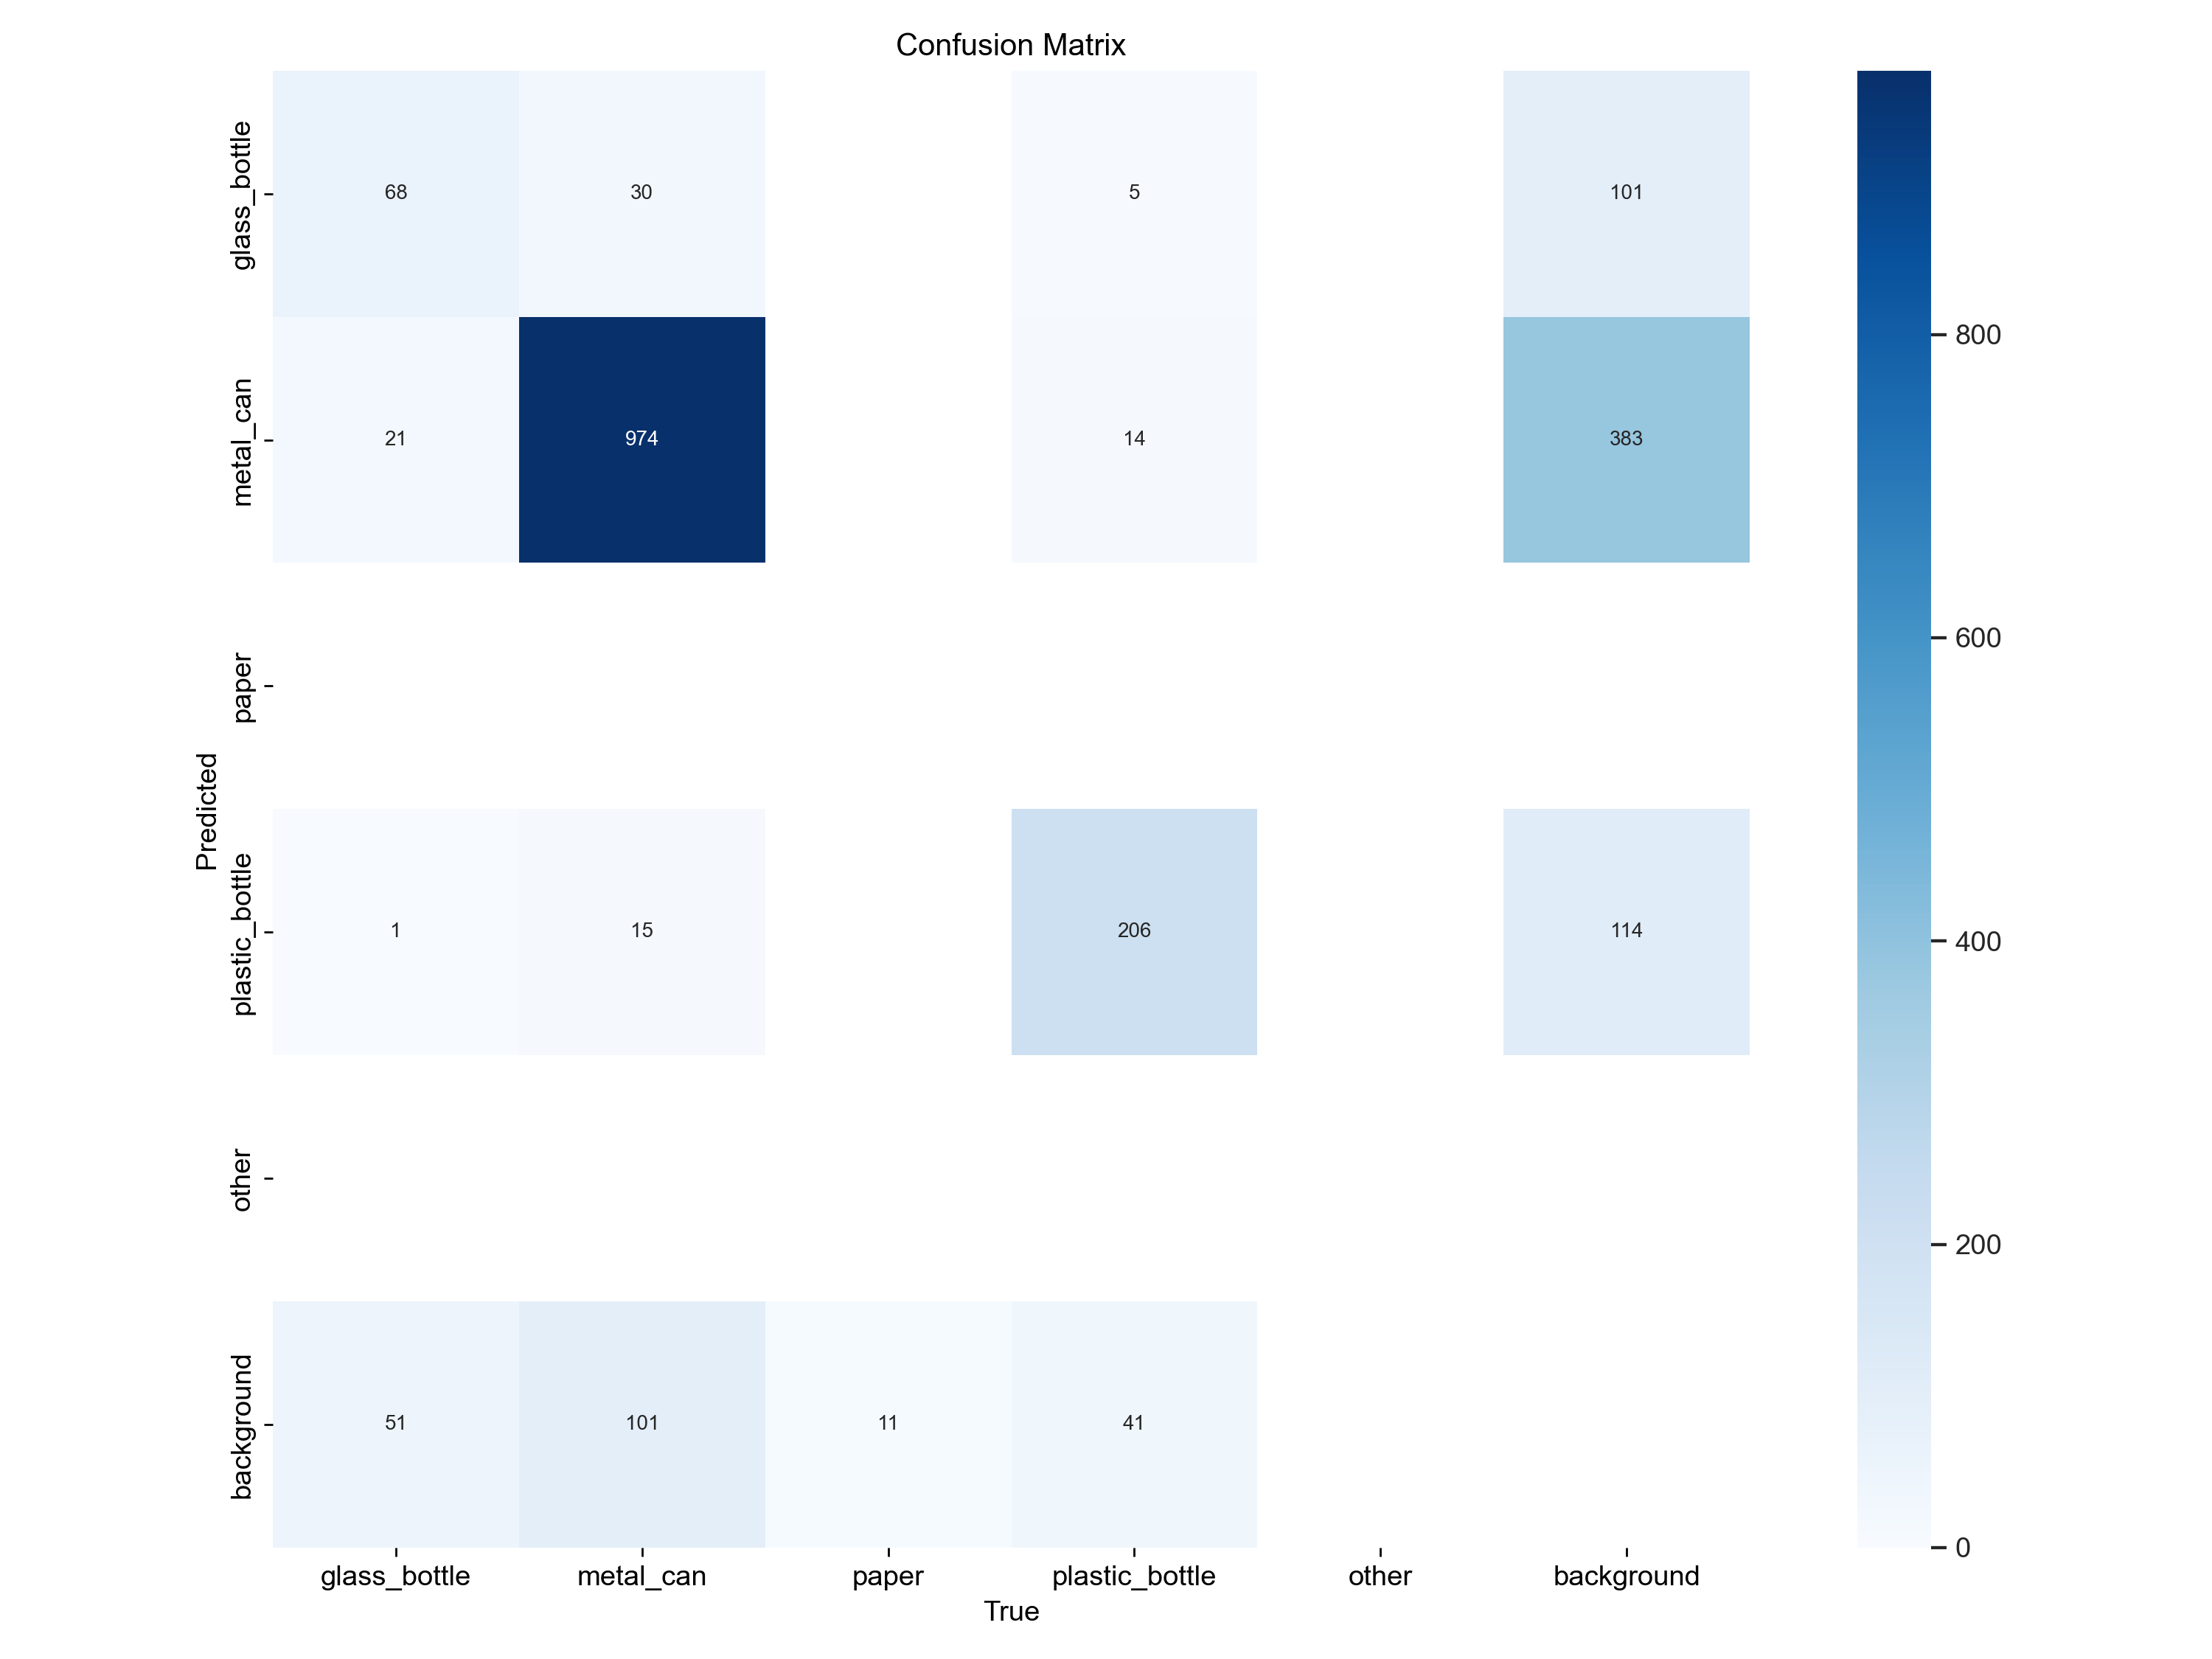 Confusion Matrix
glass_bottle
68 30 5 101
metal_can
21 974 14 383
paper
plastic_bottle
1 15 206 114
other
background
51 101 11 41
Predicted
glass_bottle metal_can paper plastic_bottle other background
True
800
600
400
200
0